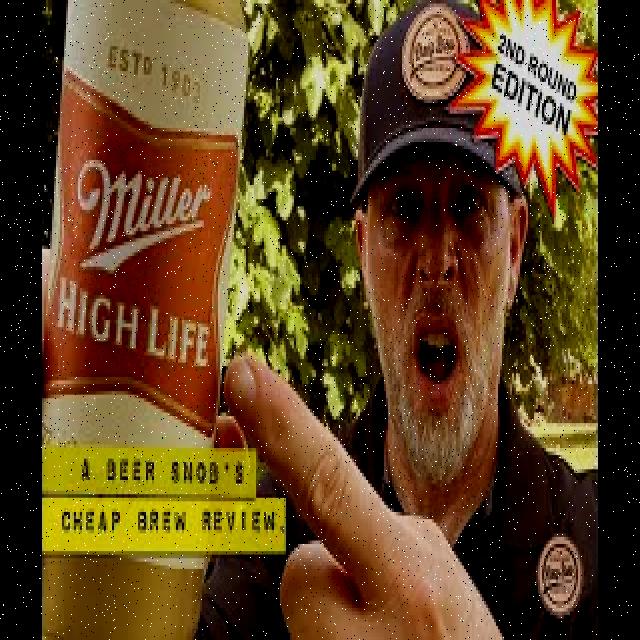 ESTD 1903
Miller
HIGH LIFE
2ND ROUND
EDITION
A BEER SNOB'S
CHEAP BREW REVIEW